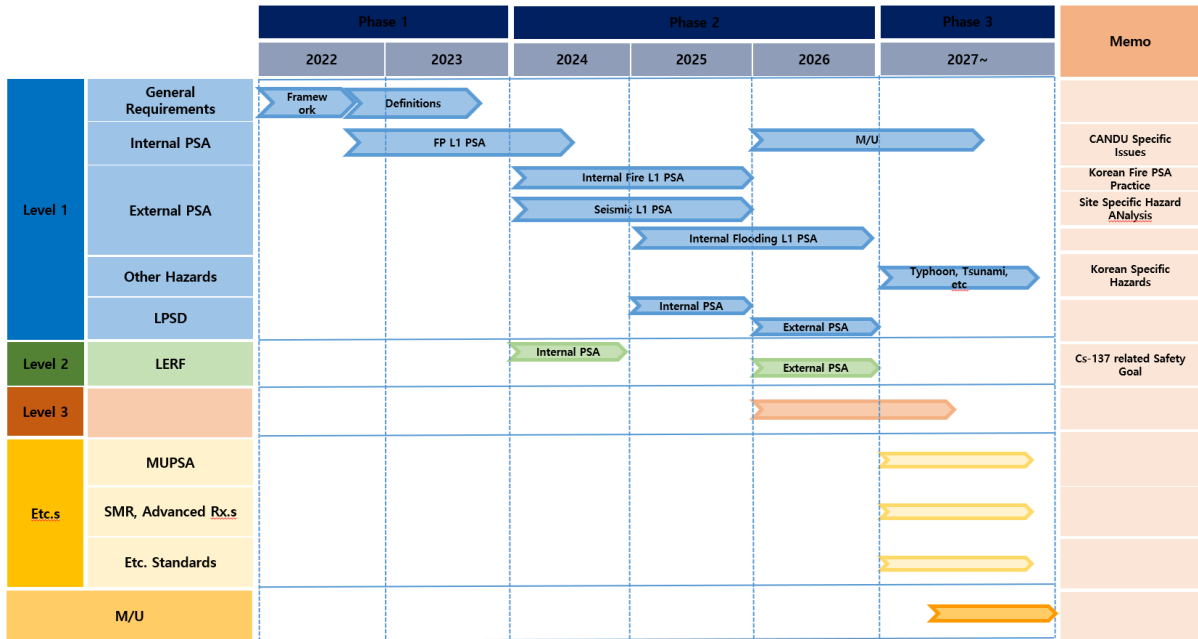 Phase 1
Phase 2
Phase 3
Memo
2022
2023
2024
2025
2026
2027~
Level 1
General
Requirements
Framew
ork
Definitions
Internal PSA
FP L1 PSA
M/U
CANDU Specific
Issues
External PSA
Internal Fire L1 PSA
Korean Fire PSA
Practice
Seismic L1 PSA
Site Specific Hazard
ANalysis
Internal Flooding L1 PSA
Other Hazards
Typhoon, Tsunami,
etc
Korean Specific
Hazards
LPSD
Internal PSA
External PSA
Level 2
LERF
Internal PSA
External PSA
Cs-137 related Safety
Goal
Level 3
Etc.s
MUPSA
SMR, Advanced Rx.s
Etc. Standards
M/U